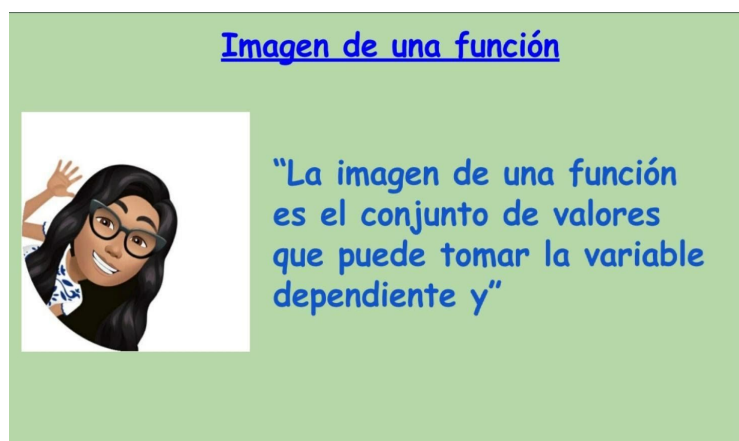 Imagen de una función
“La imagen de una función
es el conjunto de valores
que puede tomar la variable
dependiente y”